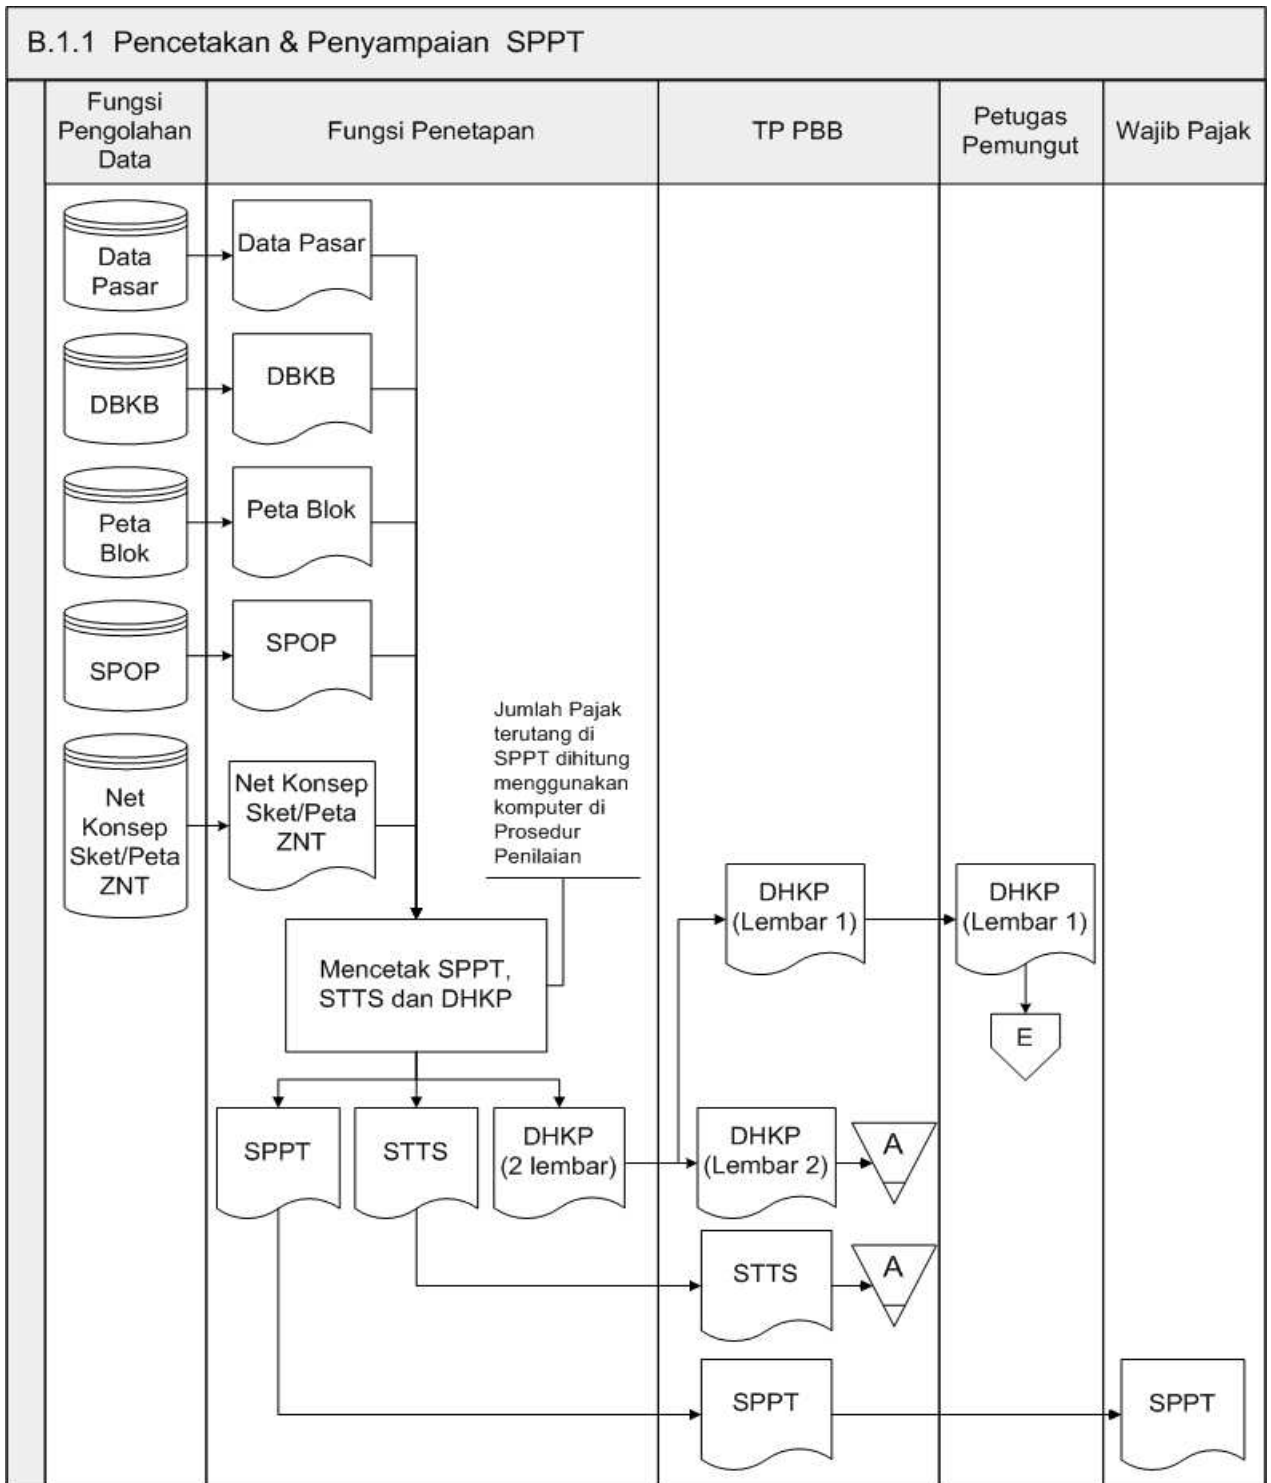 B.1.1 Pencetakan & Penyampaian SPPT
Fungsi
Pengolahan
Data
Fungsi Penetapan
TP PBB
Petugas
Pemungut
Wajib Pajak
Data
Pasar
Data Pasar
DBKB
DBKB
Peta
Blok
Peta Blok
SPOP
SPOP
Net
Konsep
Sket/Peta
ZNT
Net Konsep
Sket/Peta
ZNT
Jumlah Pajak
terutang di
SPPT dihitung
menggunakan
komputer di
Prosedur
Penilaian
Mencetak SPPT,
STTS dan DHKP
DHKP
(Lembar 1)
DHKP
(Lembar 1)
E
SPPT
STTS
DHKP
(2 lembar)
DHKP
(Lembar 2)
A
STTS
A
SPPT
SPPT